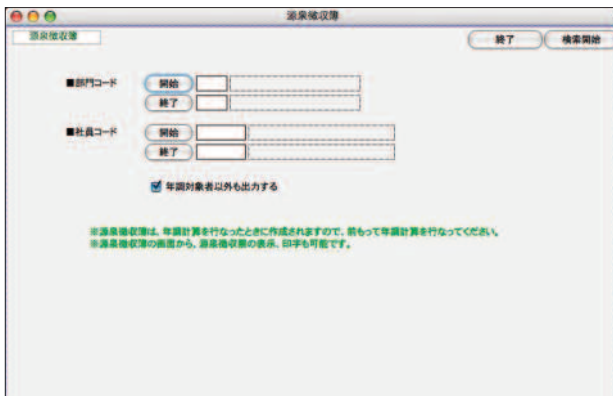 源泉徴収簿
源泉徴収簿
終了 検索開始
■部門コード 開始
終了
■社員コード 開始
終了
年調対象者以外も出力する
※源泉徴収簿は、年調計算を行なったときに作成されますので、前もって年調計算を行なってください。
※源泉徴収簿の画面から、源泉徴収票の表示、印字も可能です。